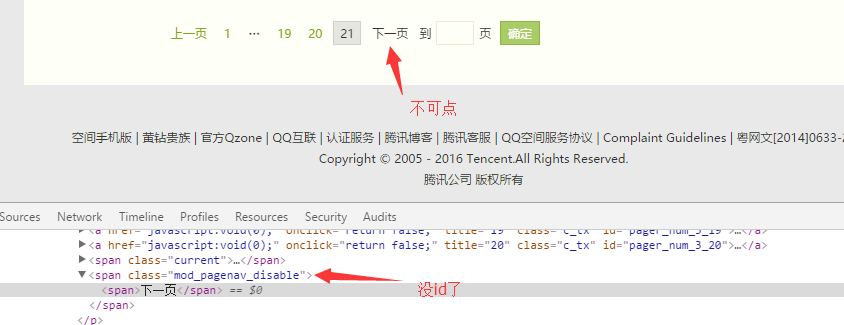 上一页 1 ••• 19 20 21 下一页 到 页 确定
不可点
空间手机版 | 黄钻贵族 | 官方Qzone | QQ互联 | 认证服务 | 腾讯博客 | 腾讯客服 | QQ空间服务协议 | Complaint Guidelines | 粤网文[2014]0633-2
Copyright © 2005 - 2016 Tencent.All Rights Reserved.
腾讯公司 版权所有
Sources Network Timeline Profiles Resources Security Audits
<a href="javascript:void(0);" onclick="return false;" title="19" class="c_tx" id="pager_num_3_19">…</a>
<a href="javascript:void(0);" onclick="return false;" title="20" class="c_tx" id="pager_num_3_20">…</a>
<span class="current">…</span>
<span class="mod_pagenav_disable">
<span>下一页</span> == $0
没id了
</span>
</p>